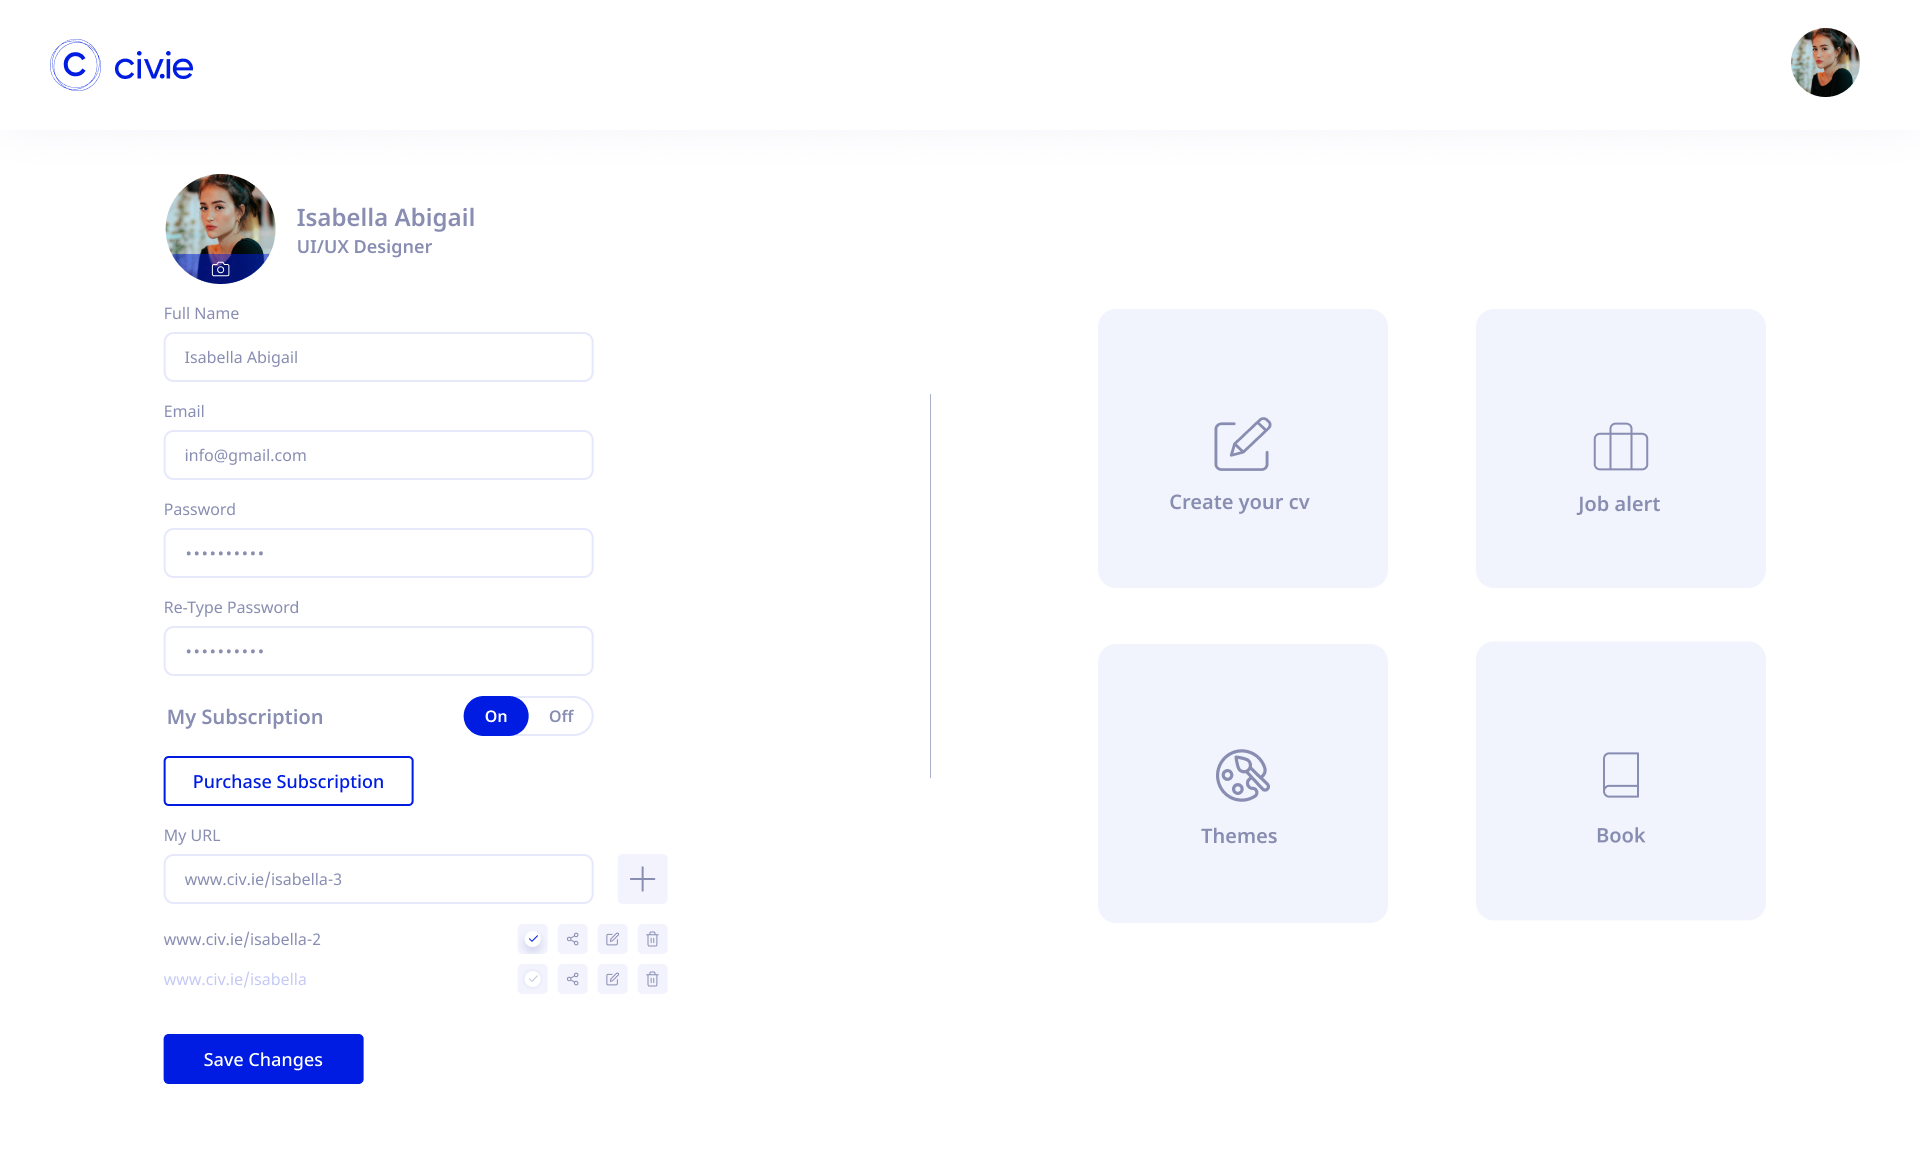 C civ.ie
Isabella Abigail
UI/UX Designer
Full Name
Isabella Abigail
Email
info@gmail.com
Password
••••••••••
Re-Type Password
••••••••••
My Subscription
On Off
Purchase Subscription
My URL
www.civ.ie/isabella-3
www.civ.ie/isabella-2
www.civ.ie/isabella
Save Changes
Create your cv
Job alert
Themes
Book